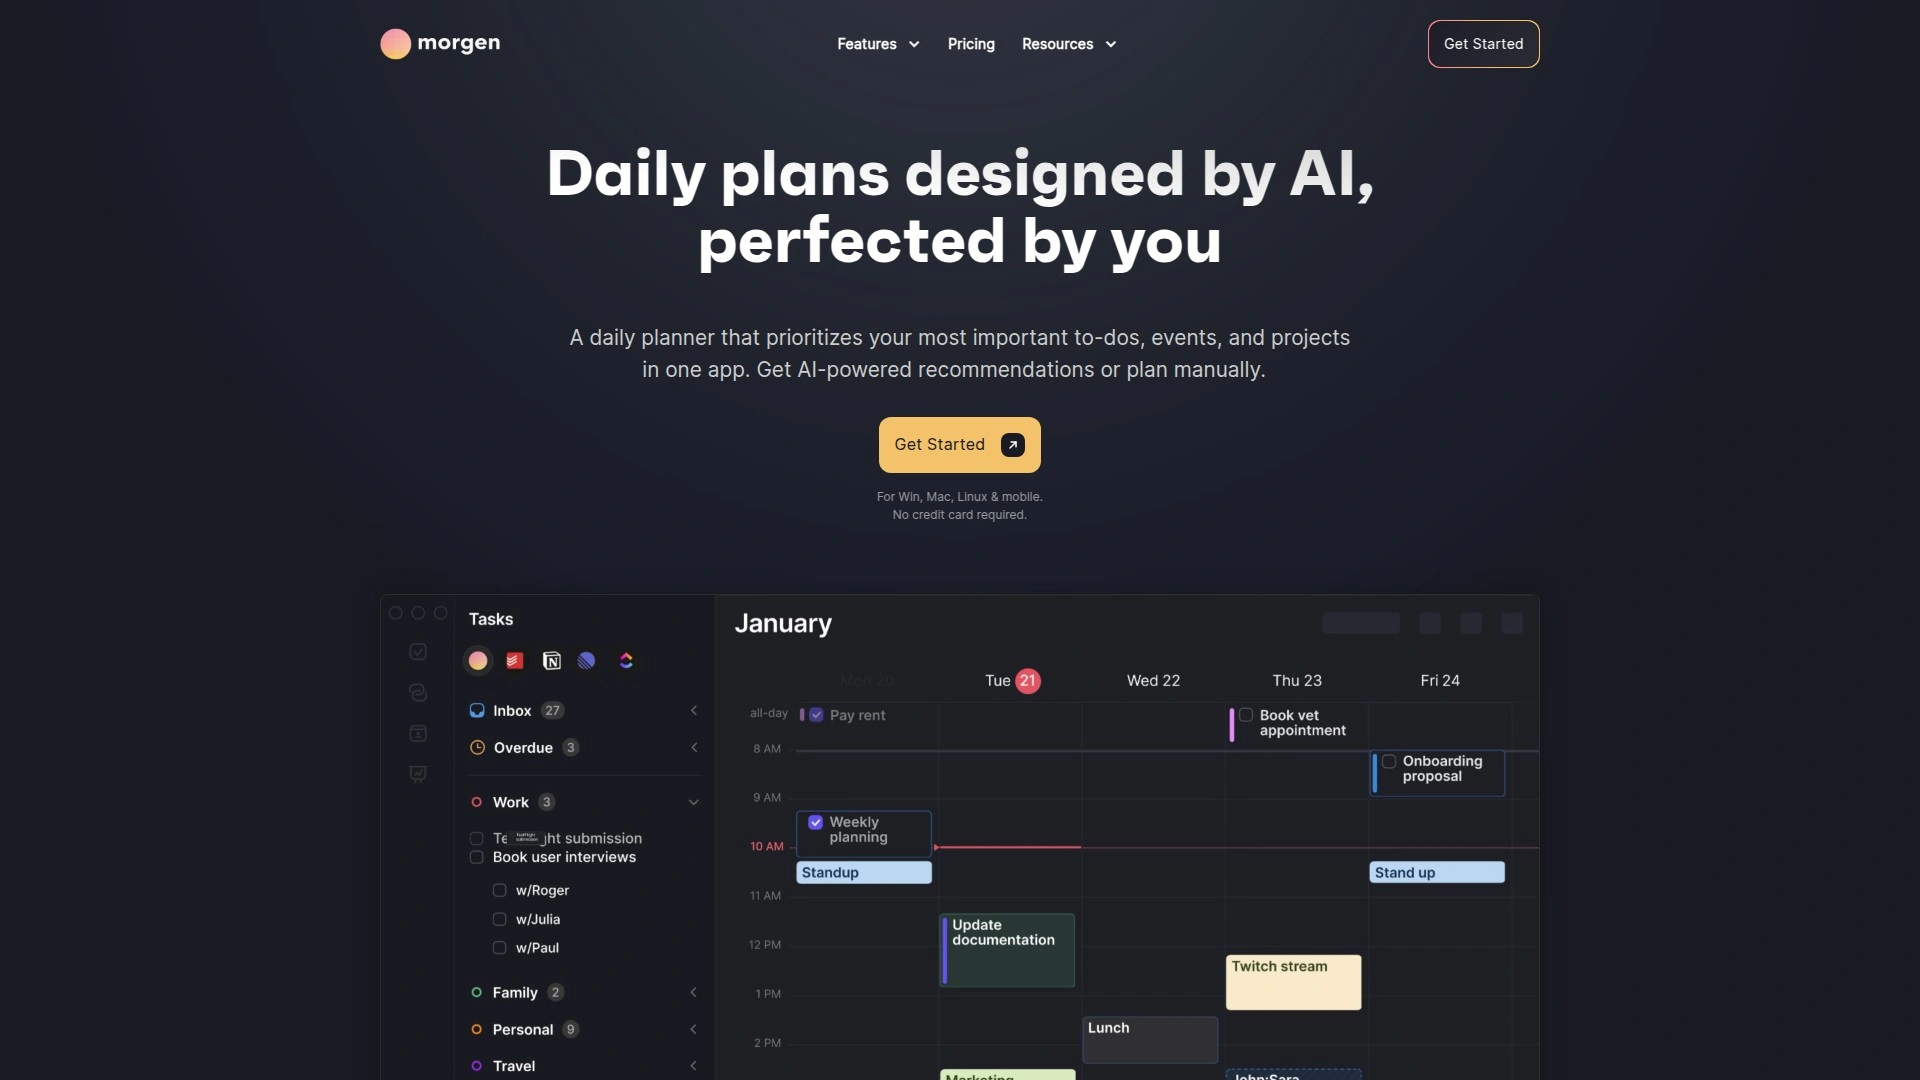 morgen
Features
Pricing
Resources
Get Started
Daily plans designed by AI,
perfected by you
A daily planner that prioritizes your most important to-dos, events, and projects
in one app. Get AI-powered recommendations or plan manually.
Get Started
For Win, Mac, Linux & mobile.
No credit card required.
Tasks
Inbox 27
Overdue 3
Work 3
ght submission
Book user interviews
w/Roger
w/Julia
w/Paul
Family 2
Personal 9
Travel
January
Mon 20
Tue 21
Wed 22
Thu 23
Fri 24
all-day
Pay rent
Book vet
appointment
8 AM
Onboarding
proposal
9 AM
Weekly
planning
10 AM
Standup
Stand up
11 AM
Update
documentation
12 PM
Twitch stream
1 PM
Lunch
2 PM
Marketing
John:Sara